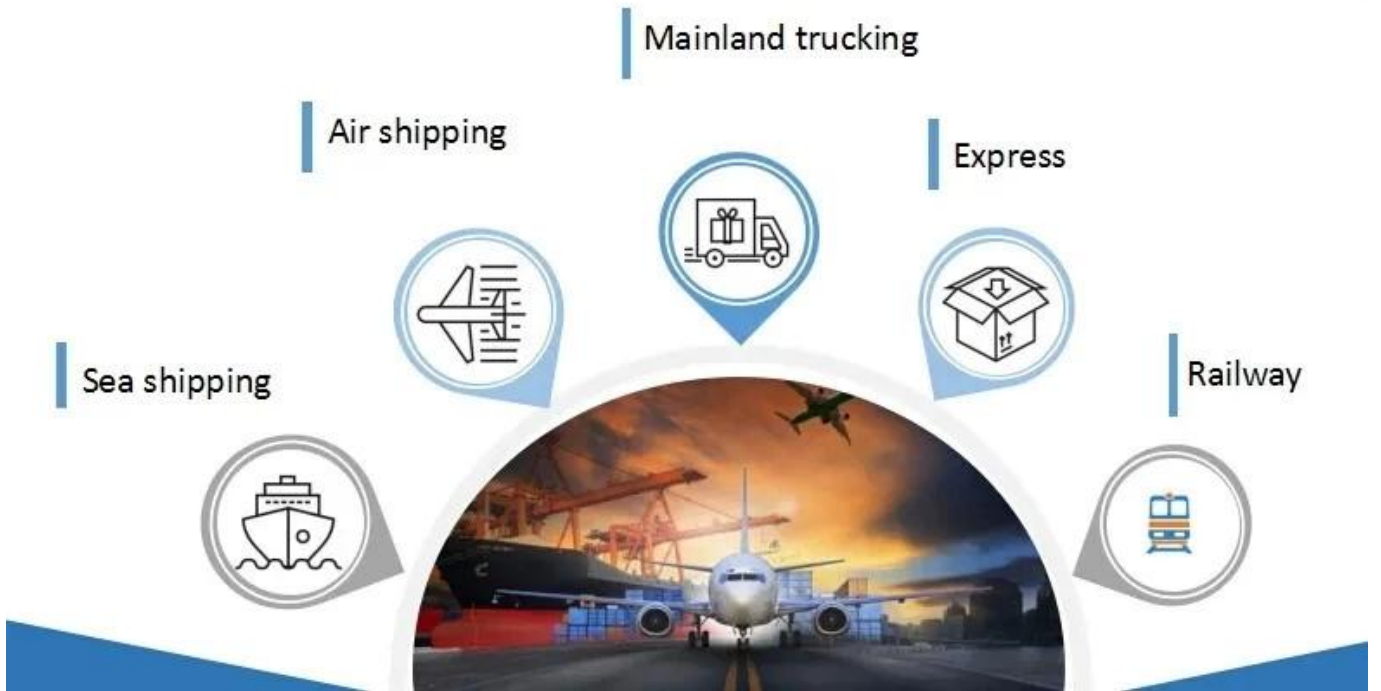 Mainland trucking
Air shipping
Express
Sea shipping
Railway